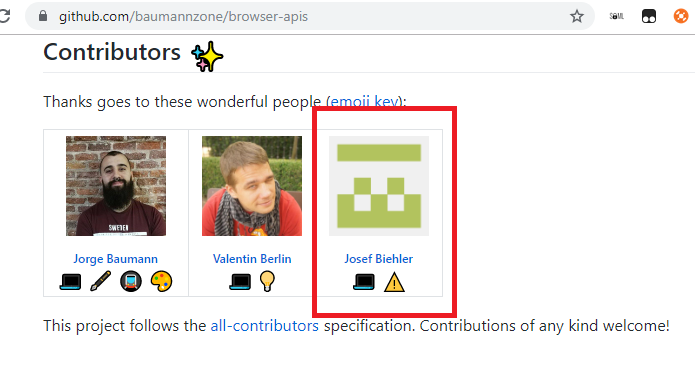 github.com/baumannzone/browser-apis
Contributors
Thanks goes to these wonderful people (emoji key):
SWEDEN
Jorge Baumann
Valentin Berlin
Josef Biehler
This project follows the all-contributors specification. Contributions of any kind welcome!